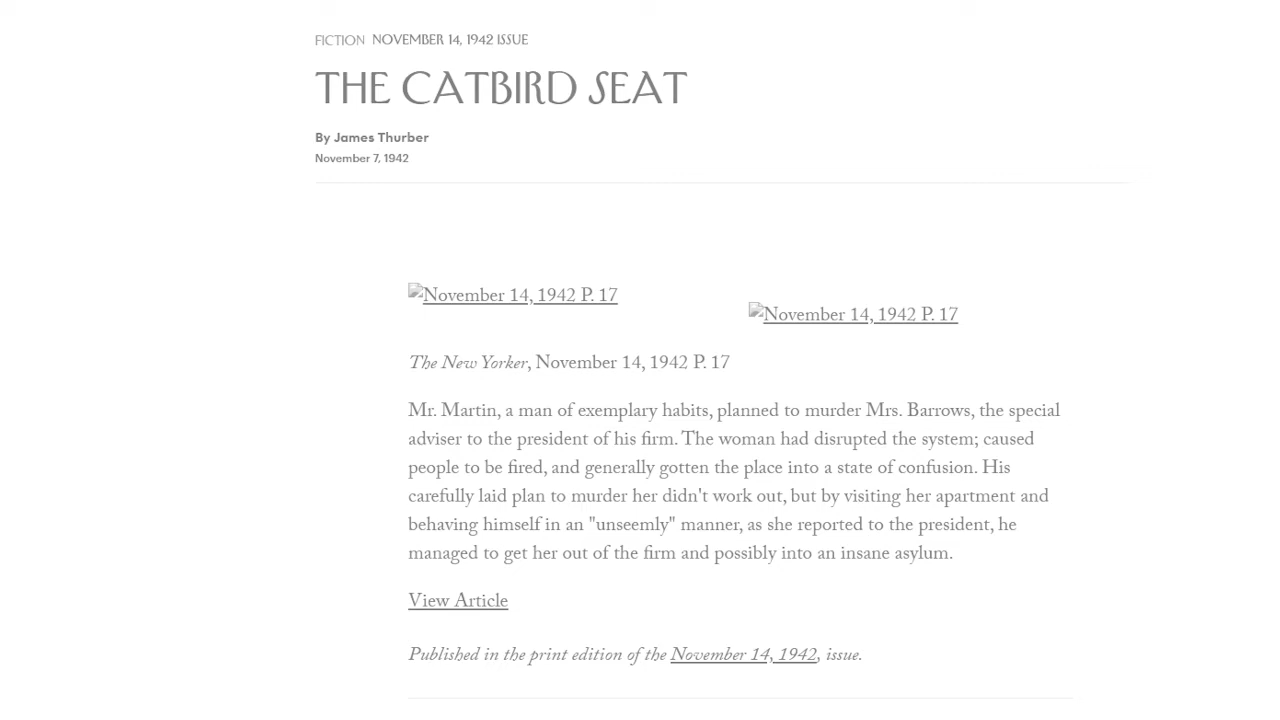 FICTION NOVEMBER 14, 1942 ISSUE
THE CATBIRD SEAT
By James Thurber
November 7, 1942
November 14, 1942 P. 17
November 14, 1942 P. 17
The New Yorker, November 14, 1942 P. 17
Mr. Martin, a man of exemplary habits, planned to murder Mrs. Barrows, the special
adviser to the president of his firm. The woman had disrupted the system; caused
people to be fired, and generally gotten the place into a state of confusion. His
carefully laid plan to murder her didn't work out, but by visiting her apartment and
behaving himself in an "unseemly" manner, as she reported to the president, he
managed to get her out of the firm and possibly into an insane asylum.
View Article
Published in the print edition of the November 14, 1942, issue.